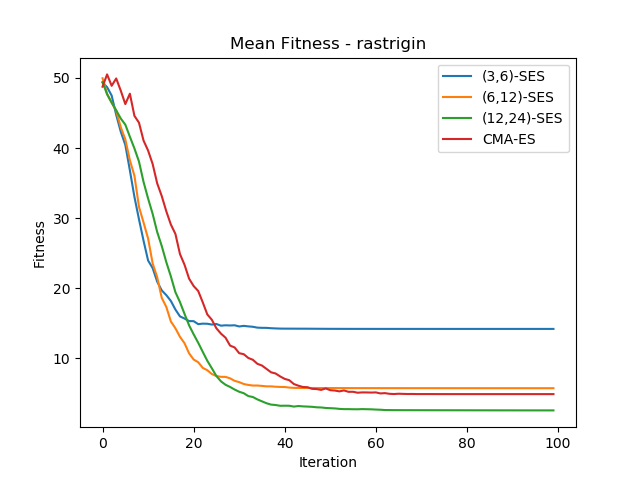 Mean Fitness - rastrigin
(3,6)-SES
(6,12)-SES
(12,24)-SES
CMA-ES
Fitness
50
40
30
20
10
0 20 40 60 80 100
Iteration